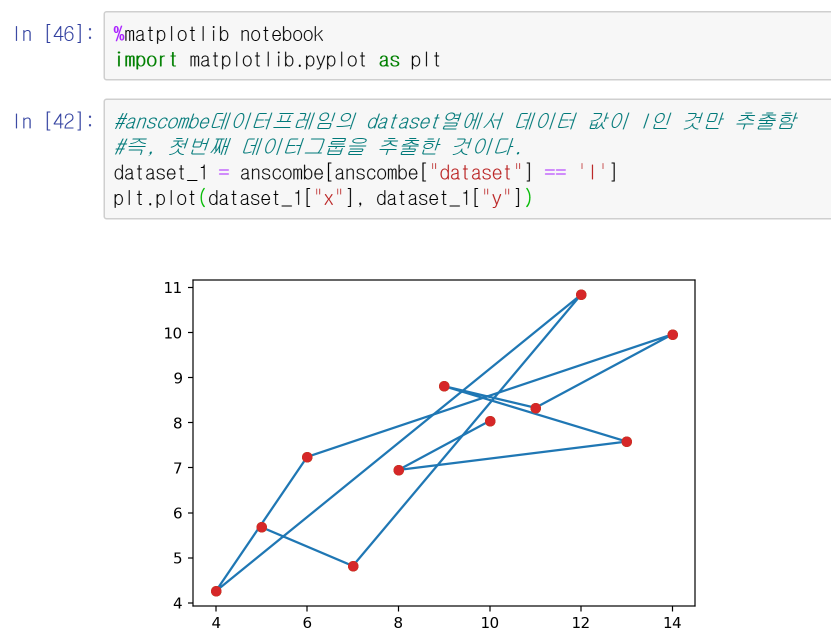 In [46]:
%matplotlib notebook
import matplotlib.pyplot as plt
In [42]:
#anscombe데이터프레임의 dataset열에서 데이터 값이 I인 것만 추출함
#즉, 첫번째 데이터그룹을 추출한 것이다.
dataset_1 = anscombe[anscombe["dataset"] == 'I']
plt.plot(dataset_1["x"], dataset_1["y"])
11
10
9
8
7
6
5
4
4 6 8 10 12 14